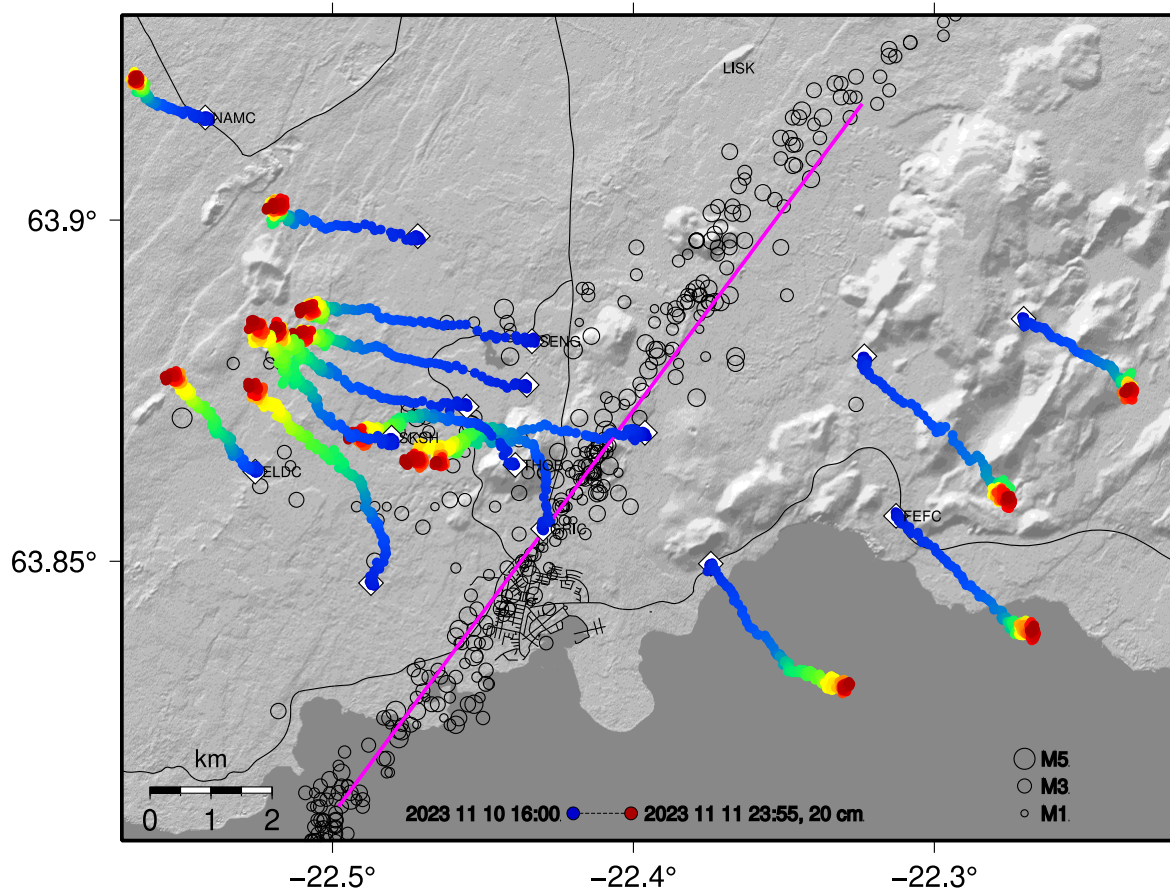 LISK
NAMC
63.9°
SENG
SKSH
THOB
ELDC
FEFC
GRIC
63.85°
km
0 1 2
M5
M3
M1
2023 11 10 16:00 2023 11 11 23:55, 20 cm
−22.5° −22.4° −22.3°